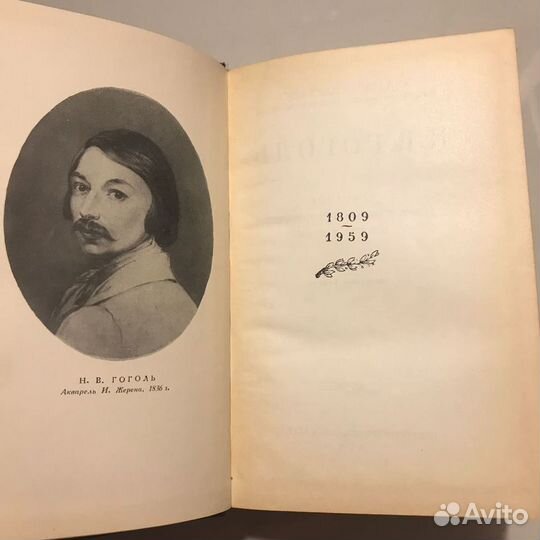 Н. В. ГОГОЛЬ
Акварель И. Жерена, 1836 г.
1809
~
1959
Avito